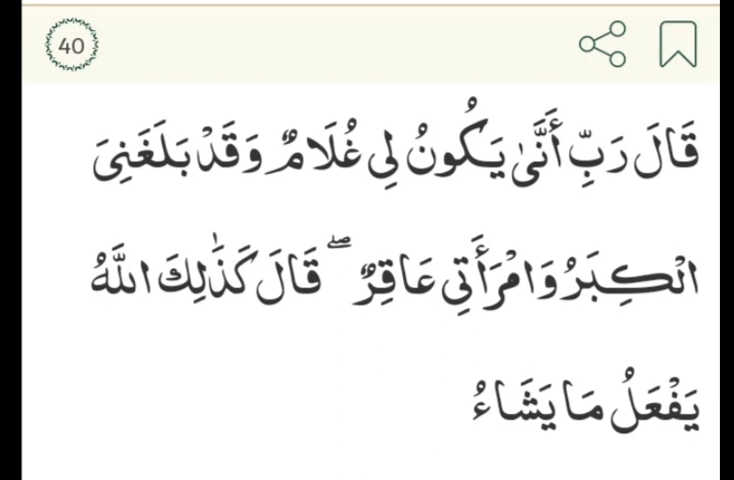 40
قَالَ رَبِّ أَنَّىٰ يَكُونُ لِي غُلَامٌ وَقَدْ بَلَغَنِىَ
الْكِبَرُ وَامْرَأَتِي عَاقِرٌ ۖ قَالَ كَذَٰلِكَ اللَّهُ
يَفْعَلُ مَا يَشَاءُ